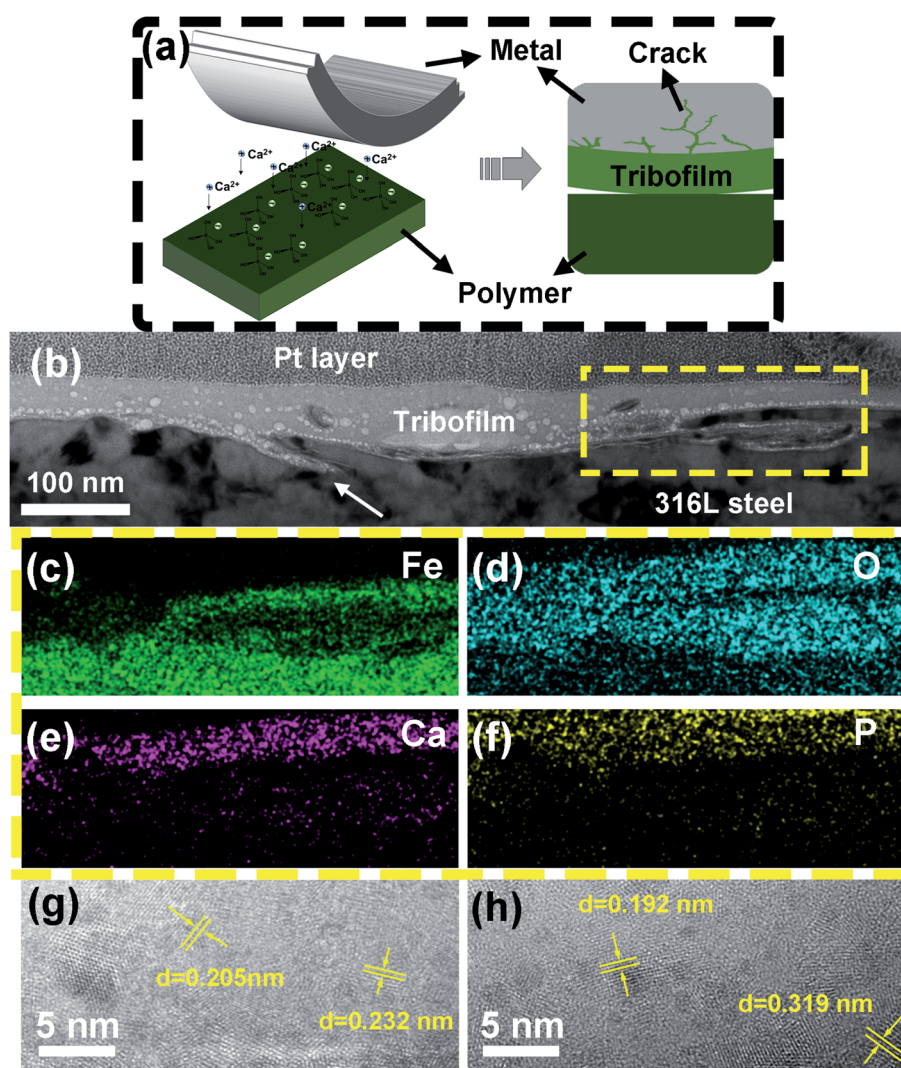 (a)
Metal
Crack
Ca²⁺
Ca²⁺
Ca²⁺
Ca²⁺
Ca²⁺
Ca²⁺
Tribofilm
Polymer
(b)
Pt layer
Tribofilm
100 nm
316L steel
(c)
Fe
(d)
O
(e)
Ca
(f)
P
(g)
d=0.205nm
d=0.232 nm
5 nm
(h)
d=0.192 nm
d=0.319 nm
5 nm